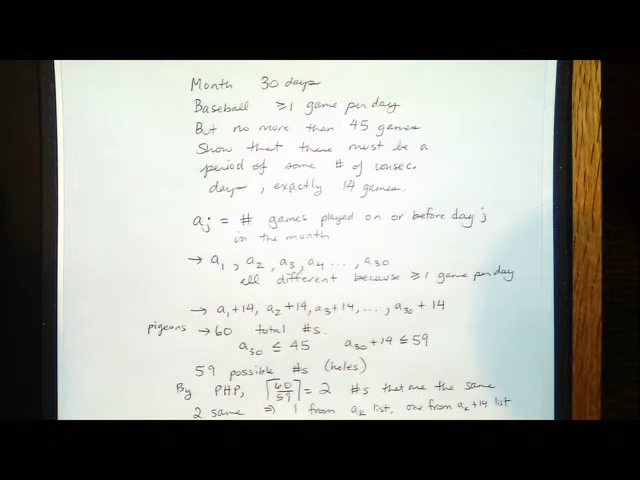 Month 30 days
Baseball ≥1 game per day
But no more than 45 games
Show that there must be a
period of some # of consec.
days, exactly 14 games.
aⱼ = # games played on or before day j
in the month
→ a₁, a₂, a₃, a₄ ..., a₃₀
all different because ≥1 game per day
→ a₁+14, a₂+14, a₃+14, ..., a₃₀+14
pigeons → 60 total #s.
a₃₀ ≤ 45 a₃₀+14 ≤ 59
59 possible #s (holes)
By PHP, ⌈60/59⌉ = 2 #s that are the same
2 same ⇒ 1 from aₖ list, one from aₖ+14 list